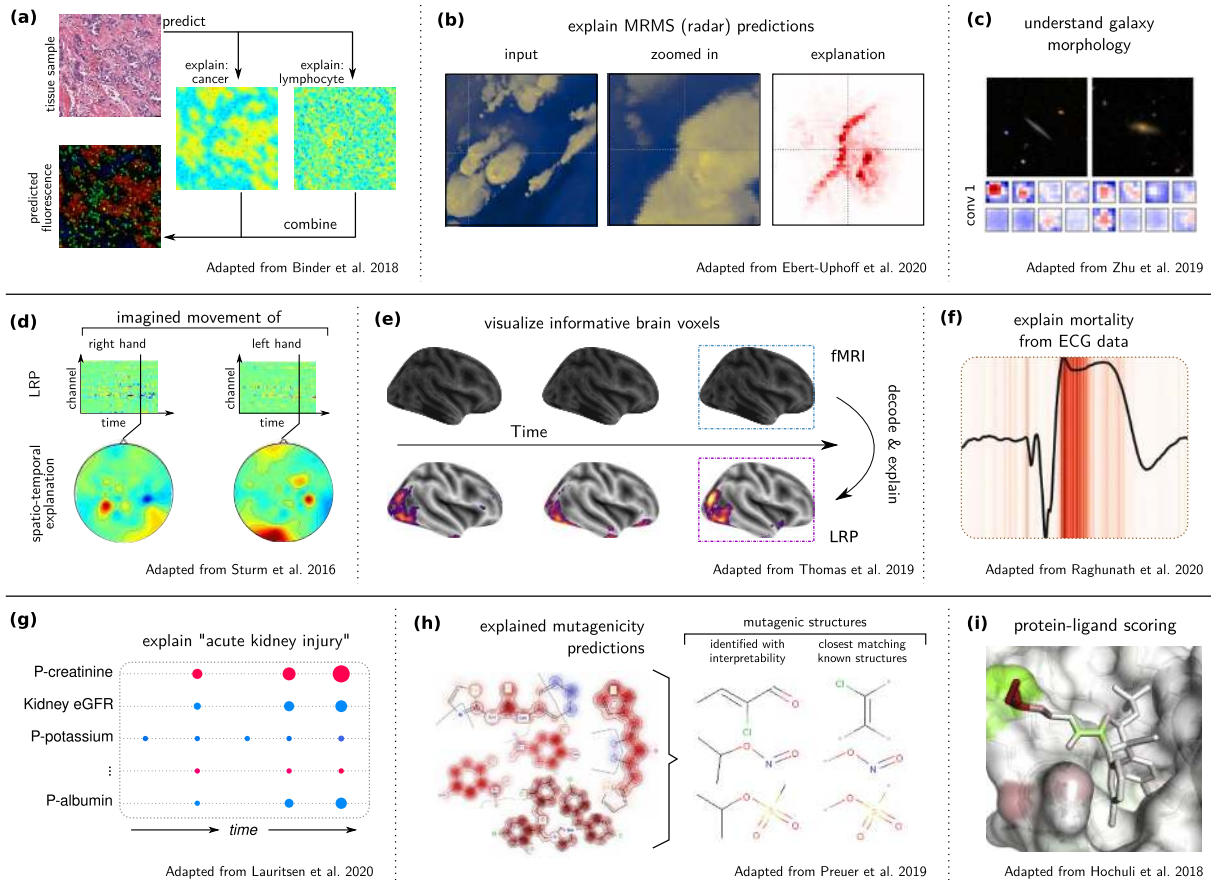 (a)
predict
tissue sample
explain:
cancer
explain:
lymphocyte
predicted
fluorescence
combine
Adapted from Binder et al. 2018
(b)
explain MRMS (radar) predictions
input
zoomed in
explanation
Adapted from Ebert-Uphoff et al. 2020
(c)
understand galaxy
morphology
conv 1
Adapted from Zhu et al. 2019
(d)
imagined movement of
right hand
left hand
LRP
channel
channel
time
time
spatio-temporal
explanation
Adapted from Sturm et al. 2016
(e)
visualize informative brain voxels
fMRI
Time
decode & explain
LRP
Adapted from Thomas et al. 2019
(f)
explain mortality
from ECG data
Adapted from Raghunath et al. 2020
(g)
explain "acute kidney injury"
P-creatinine
Kidney eGFR
P-potassium
...
P-albumin
time
Adapted from Lauritsen et al. 2020
(h)
explained mutagenicity
predictions
mutagenic structures
identified with
interpretability
closest matching
known structures
Cl
O
Cl
O
N
O
O
N
O
O
S
O
O
O
S
O
O
Adapted from Preuer et al. 2019
(i)
protein-ligand scoring
Adapted from Hochuli et al. 2018